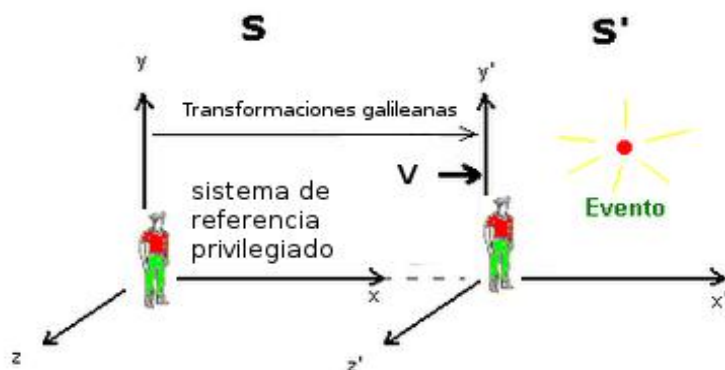 S
S'
y
y'
Transformaciones galileanas
V
sistema de
referencia
privilegiado
Evento
x
x'
z
z'